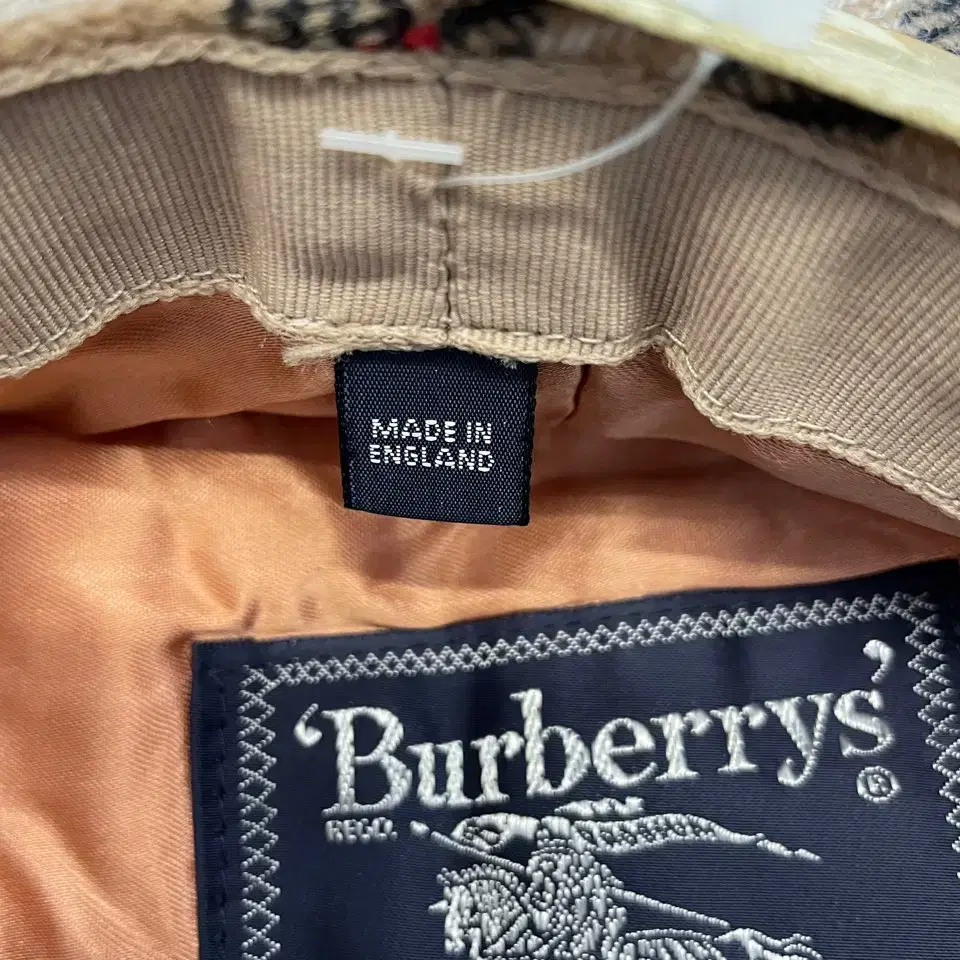 MADE IN
ENGLAND
‘Burberrys’
REGD. ®